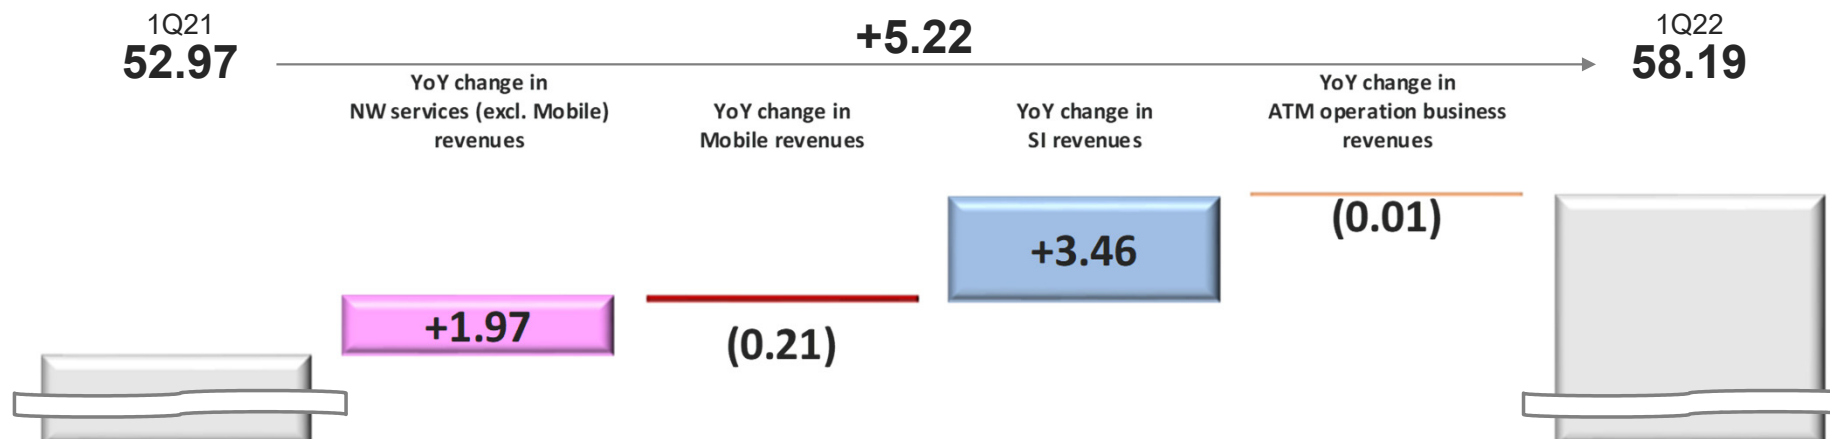 1Q21
52.97
+5.22
1Q22
58.19
YoY change in
NW services (excl. Mobile)
revenues
YoY change in
Mobile revenues
YoY change in
SI revenues
YoY change in
ATM operation business
revenues
+1.97
(0.21)
+3.46
(0.01)